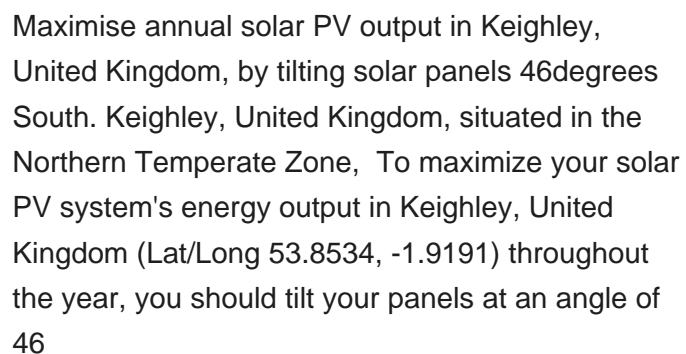 Maximise annual solar PV output in Keighley,
United Kingdom, by tilting solar panels 46degrees
South. Keighley, United Kingdom, situated in the
Northern Temperate Zone,  To maximize your solar
PV system's energy output in Keighley, United
Kingdom (Lat/Long 53.8534, -1.9191) throughout
the year, you should tilt your panels at an angle of
46